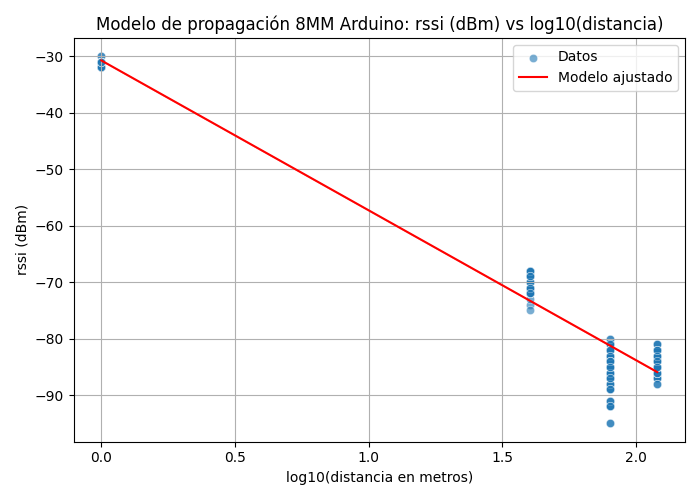 Modelo de propagación 8MM Arduino: rssi (dBm) vs log10(distancia)
Datos
Modelo ajustado
rssi (dBm)
−30
−40
−50
−60
−70
−80
−90
0.0 0.5 1.0 1.5 2.0
log10(distancia en metros)